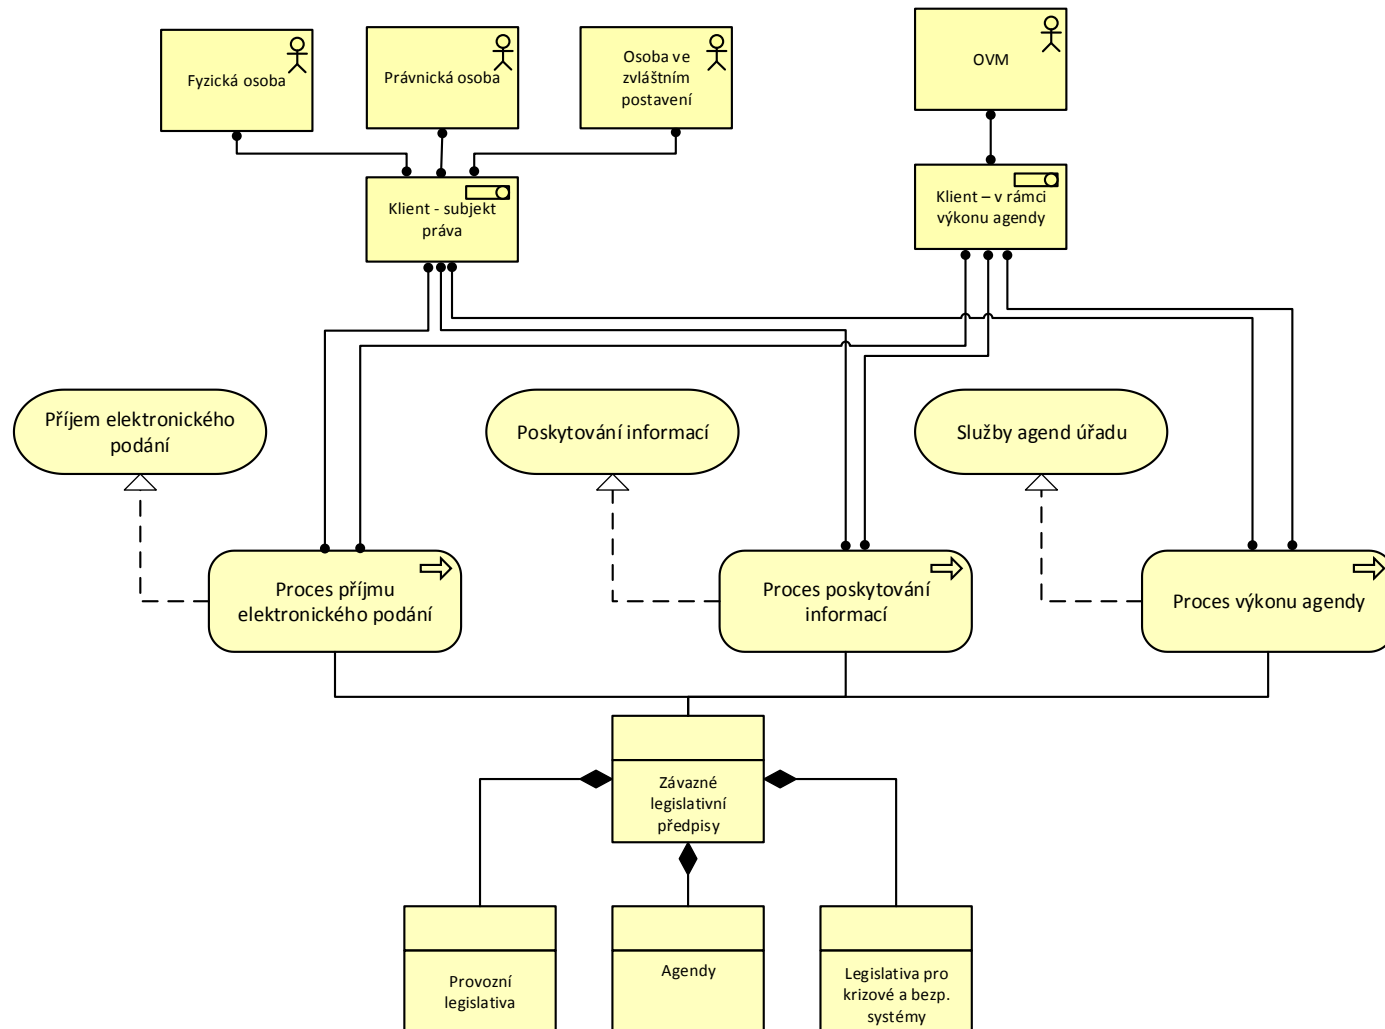 Fyzická osoba
Právnická osoba
Osoba ve
zvláštním
postavení
OVM
Klient - subjekt
práva
Klient – v rámci
výkonu agendy
Příjem elektronického
podání
Poskytování informací
Služby agend úřadu
Proces příjmu
elektronického podání
Proces poskytování
informací
Proces výkonu agendy
Závazné
legislativní
předpisy
Provozní
legislativa
Agendy
Legislativa pro
krizové a bezp.
systémy